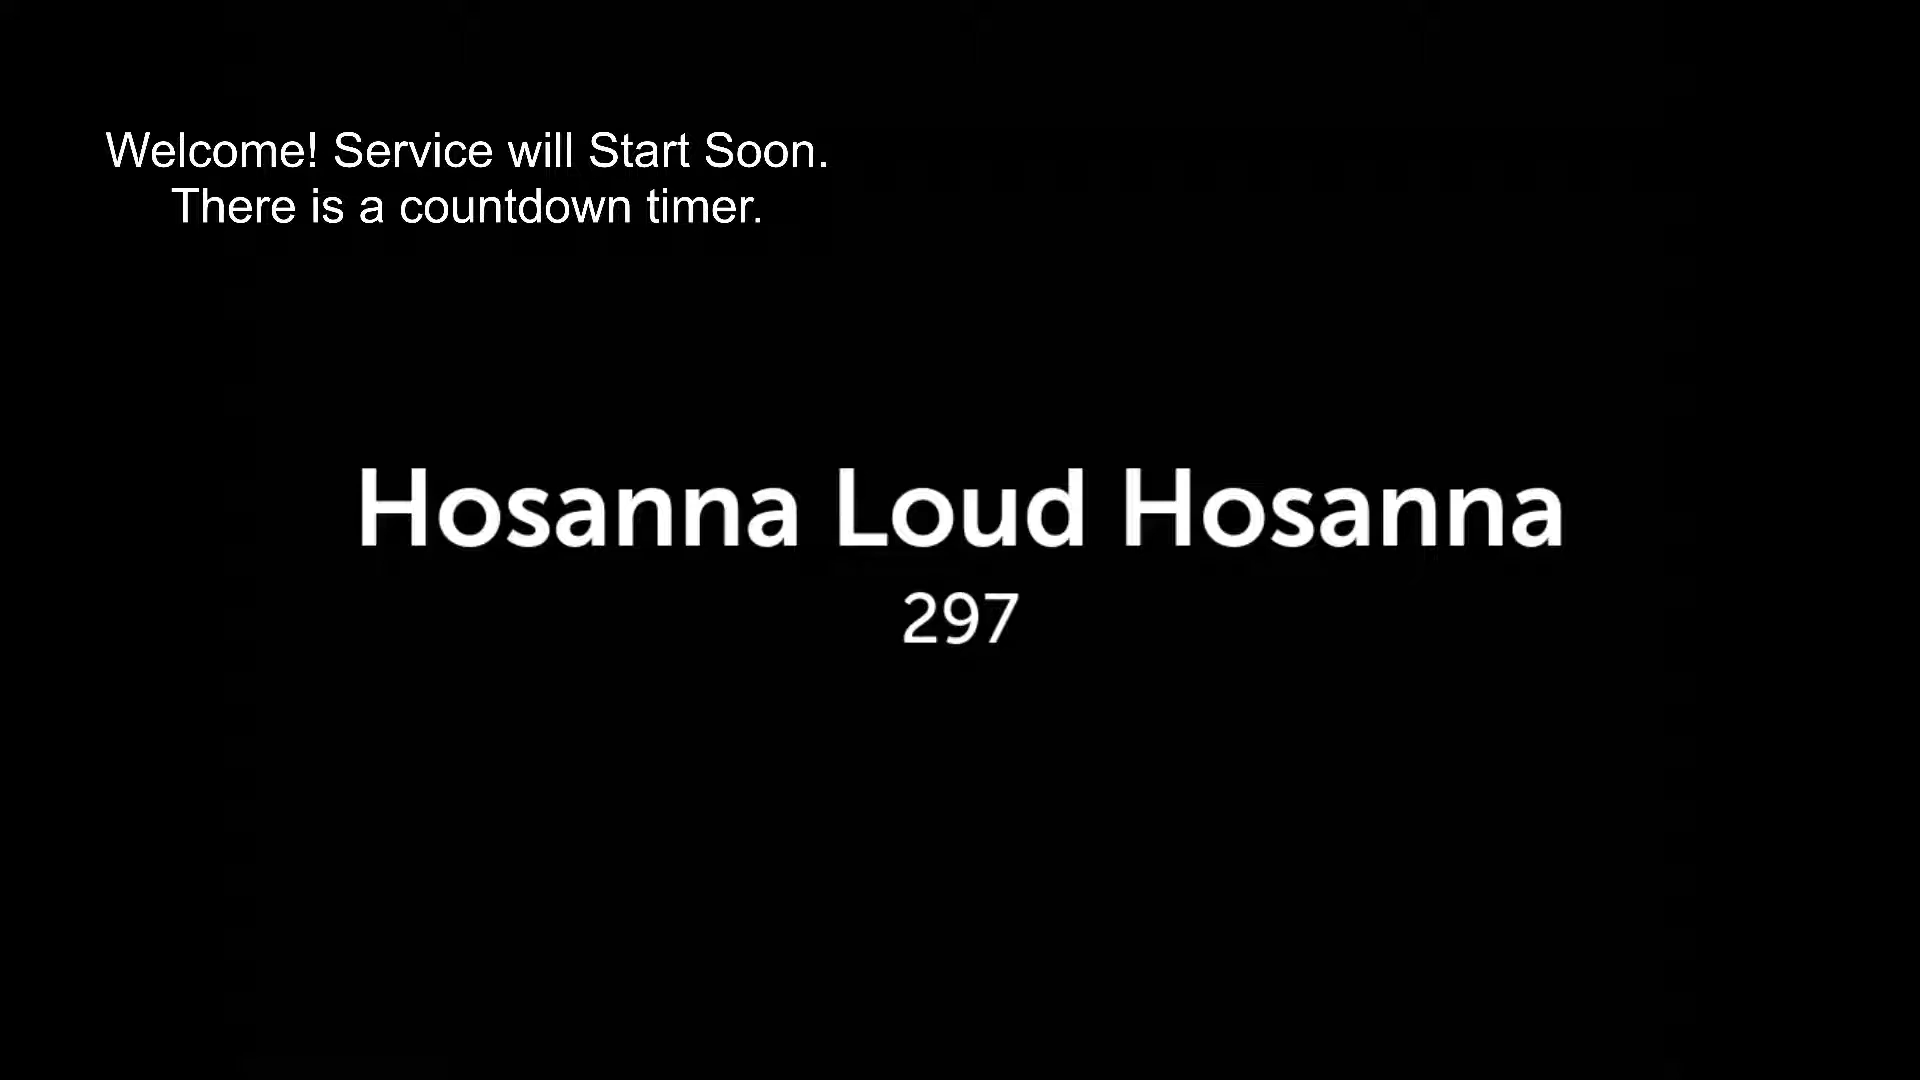 Welcome! Service will Start Soon.
There is a countdown timer.
Hosanna Loud Hosanna
297